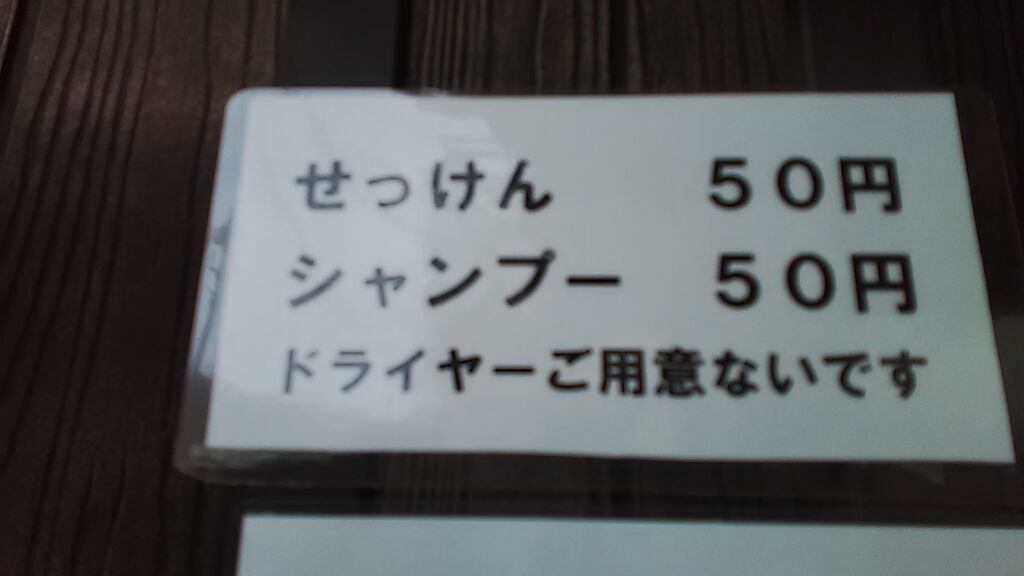 せっけん　５０円
シャンプー　５０円
ドライヤーご用意ないです